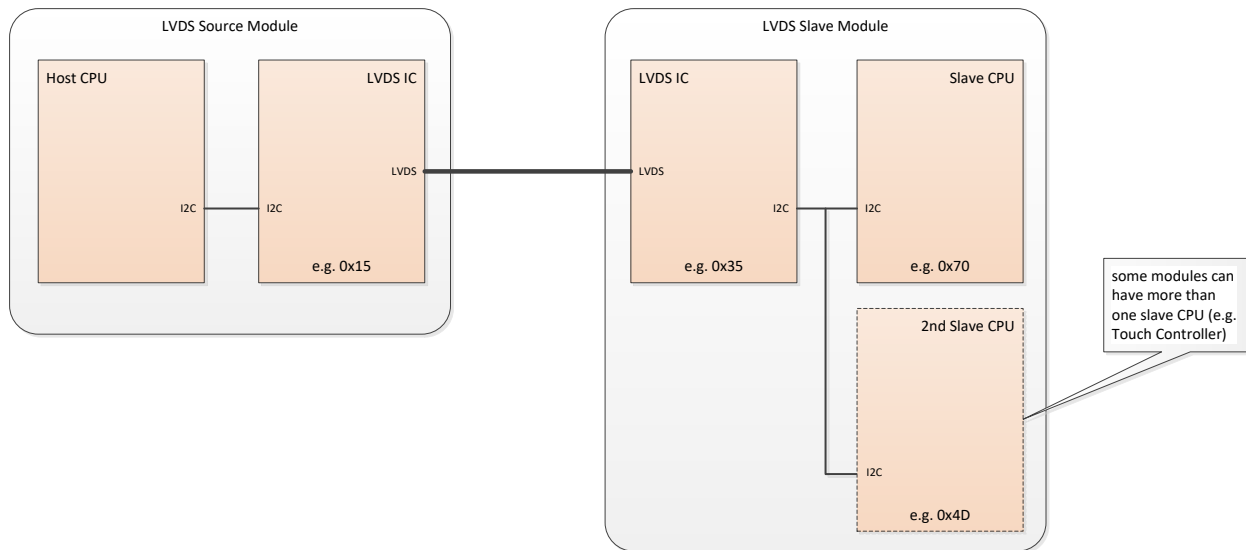 LVDS Source Module
LVDS Slave Module
Host CPU
LVDS IC
LVDS IC
Slave CPU
LVDS
LVDS
I2C
I2C
I2C
I2C
e.g. 0x15
e.g. 0x35
e.g. 0x70
some modules can
have more than
one slave CPU (e.g.
Touch Controller)
2nd Slave CPU
I2C
e.g. 0x4D